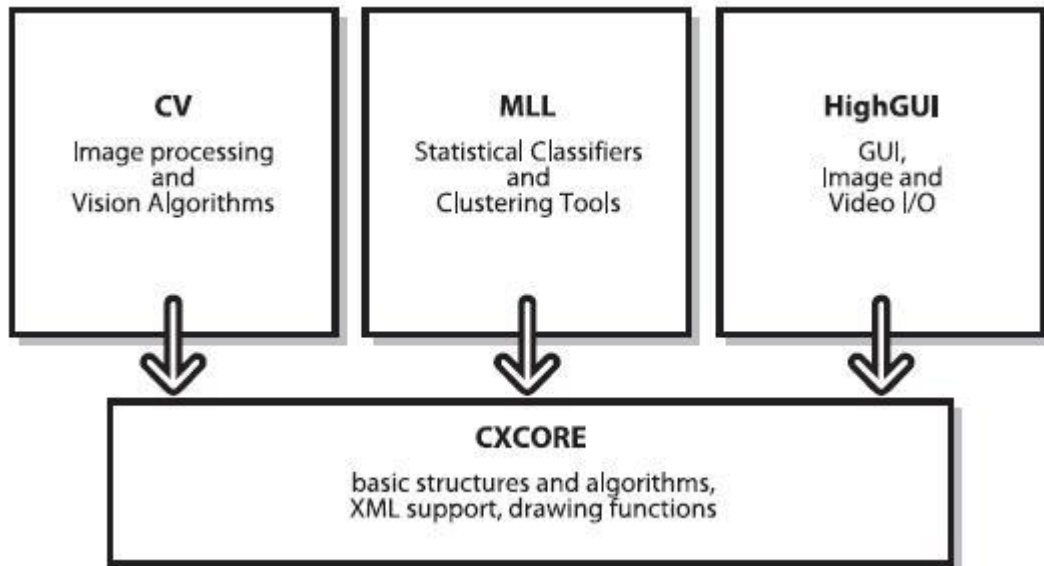 CV
Image processing
and
Vision Algorithms
MLL
Statistical Classifiers
and
Clustering Tools
HighGUI
GUI,
Image and
Video I/O
CXCORE
basic structures and algorithms,
XML support, drawing functions